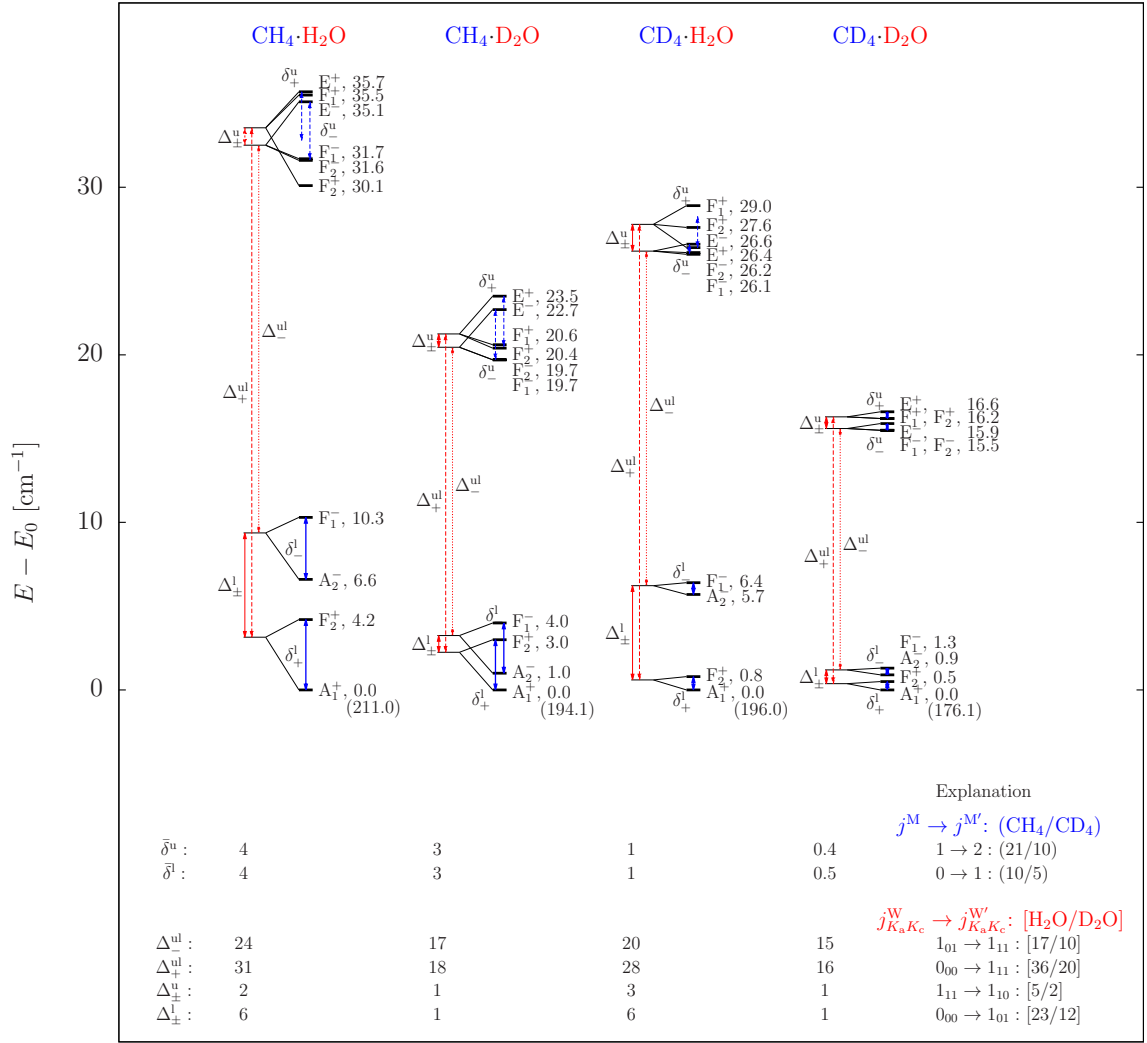 CH₄·H₂O CH₄·D₂O CD₄·H₂O CD₄·D₂O
E − E₀ [cm⁻¹]
30
20
10
0
δ₊ᵘ
E⁺, 35.7
F₁⁺, 35.5
E⁻, 35.1
δ₋ᵘ
Δ±ᵘ
F₁⁻, 31.7
F₂⁻, 31.6
F₂⁺, 30.1
Δ₋ᵘˡ
Δ₊ᵘˡ
F₁⁻, 10.3
δ₋ˡ
A₂⁻, 6.6
Δ±ˡ
F₂⁺, 4.2
δ₊ˡ
A₁⁺, 0.0
(211.0)
δ₊ᵘ
E⁺, 23.5
E⁻, 22.7
Δ±ᵘ
F₁⁺, 20.6
F₂⁺, 20.4
δ₋ᵘ
F₂⁻, 19.7
F₁⁻, 19.7
Δ₊ᵘˡ
Δ₋ᵘˡ
δˡ
F₁⁻, 4.0
F₂⁺, 3.0
Δ±ˡ
A₂⁻, 1.0
A₁⁺, 0.0
δ₊ˡ
(194.1)
δ₊ᵘ
F₁⁺, 29.0
F₂⁺, 27.6
Δ±ᵘ
E⁻, 26.6
E⁺, 26.4
δ₋ᵘ
F₂⁻, 26.2
F₁⁻, 26.1
Δ₋ᵘˡ
Δ₊ᵘˡ
δ₋ˡ
F₁⁻, 6.4
A₂⁻, 5.7
Δ±ˡ
F₂⁺, 0.8
A₁⁺, 0.0
δ₊ˡ
(196.0)
δ₊ᵘ
E⁺ 16.6
F₁⁺, F₂⁺, 16.2
Δ±ᵘ
E⁻ 15.9
δ₋ᵘ
F₁⁻, F₂⁻, 15.5
Δ₊ᵘˡ
Δ₋ᵘˡ
F₁⁻, 1.3
δ₋ˡ
A₂⁻, 0.9
Δ±ˡ
F₂⁺, 0.5
A₁⁺, 0.0
δ₊ˡ
(176.1)
Explanation
jᴹ → jᴹ′: (CH₄/CD₄)
δ̄ᵘ : 4 3 1 0.4 1 → 2 : (21/10)
δ̄ˡ : 4 3 1 0.5 0 → 1 : (10/5)
j^W_{KₐK_c} → j^W′_{KₐK_c}: [H₂O/D₂O]
Δ₋ᵘˡ : 24 17 20 15 1₀₁ → 1₁₁ : [17/10]
Δ₊ᵘˡ : 31 18 28 16 0₀₀ → 1₁₁ : [36/20]
Δ±ᵘ : 2 1 3 1 1₁₁ → 1₁₀ : [5/2]
Δ±ˡ : 6 1 6 1 0₀₀ → 1₀₁ : [23/12]